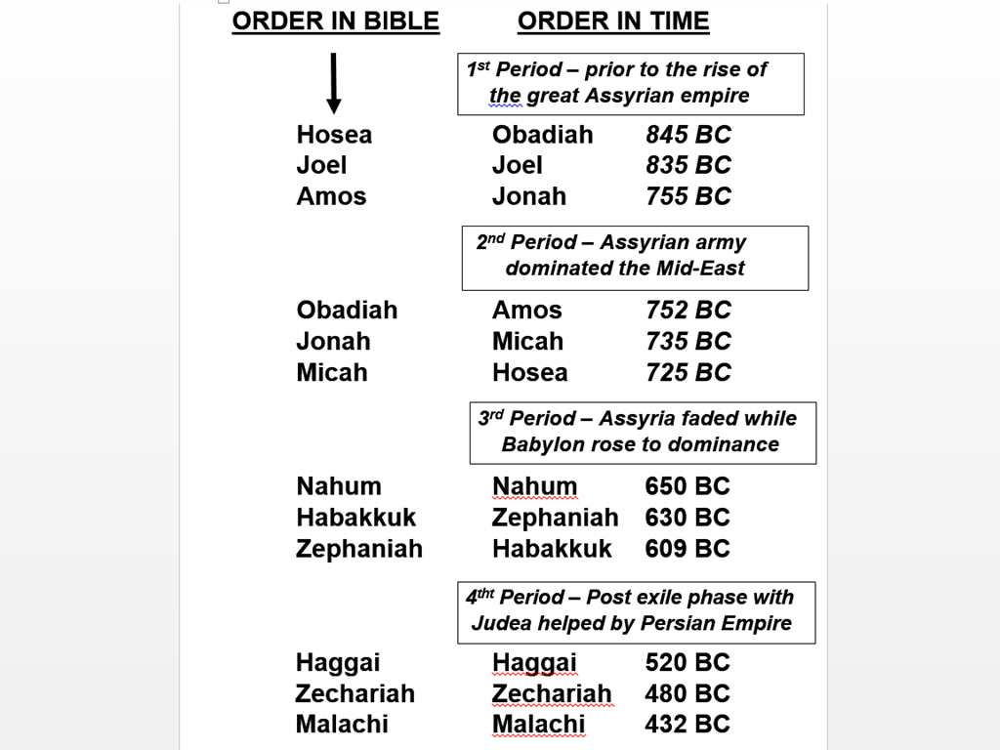 ORDER IN BIBLE ORDER IN TIME
1st Period – prior to the rise of
the great Assyrian empire
Hosea Obadiah 845 BC
Joel Joel 835 BC
Amos Jonah 755 BC
2nd Period – Assyrian army
dominated the Mid-East
Obadiah Amos 752 BC
Jonah Micah 735 BC
Micah Hosea 725 BC
3rd Period – Assyria faded while
Babylon rose to dominance
Nahum Nahum 650 BC
Habakkuk Zephaniah 630 BC
Zephaniah Habakkuk 609 BC
4tht Period – Post exile phase with
Judea helped by Persian Empire
Haggai Haggai 520 BC
Zechariah Zechariah 480 BC
Malachi Malachi 432 BC